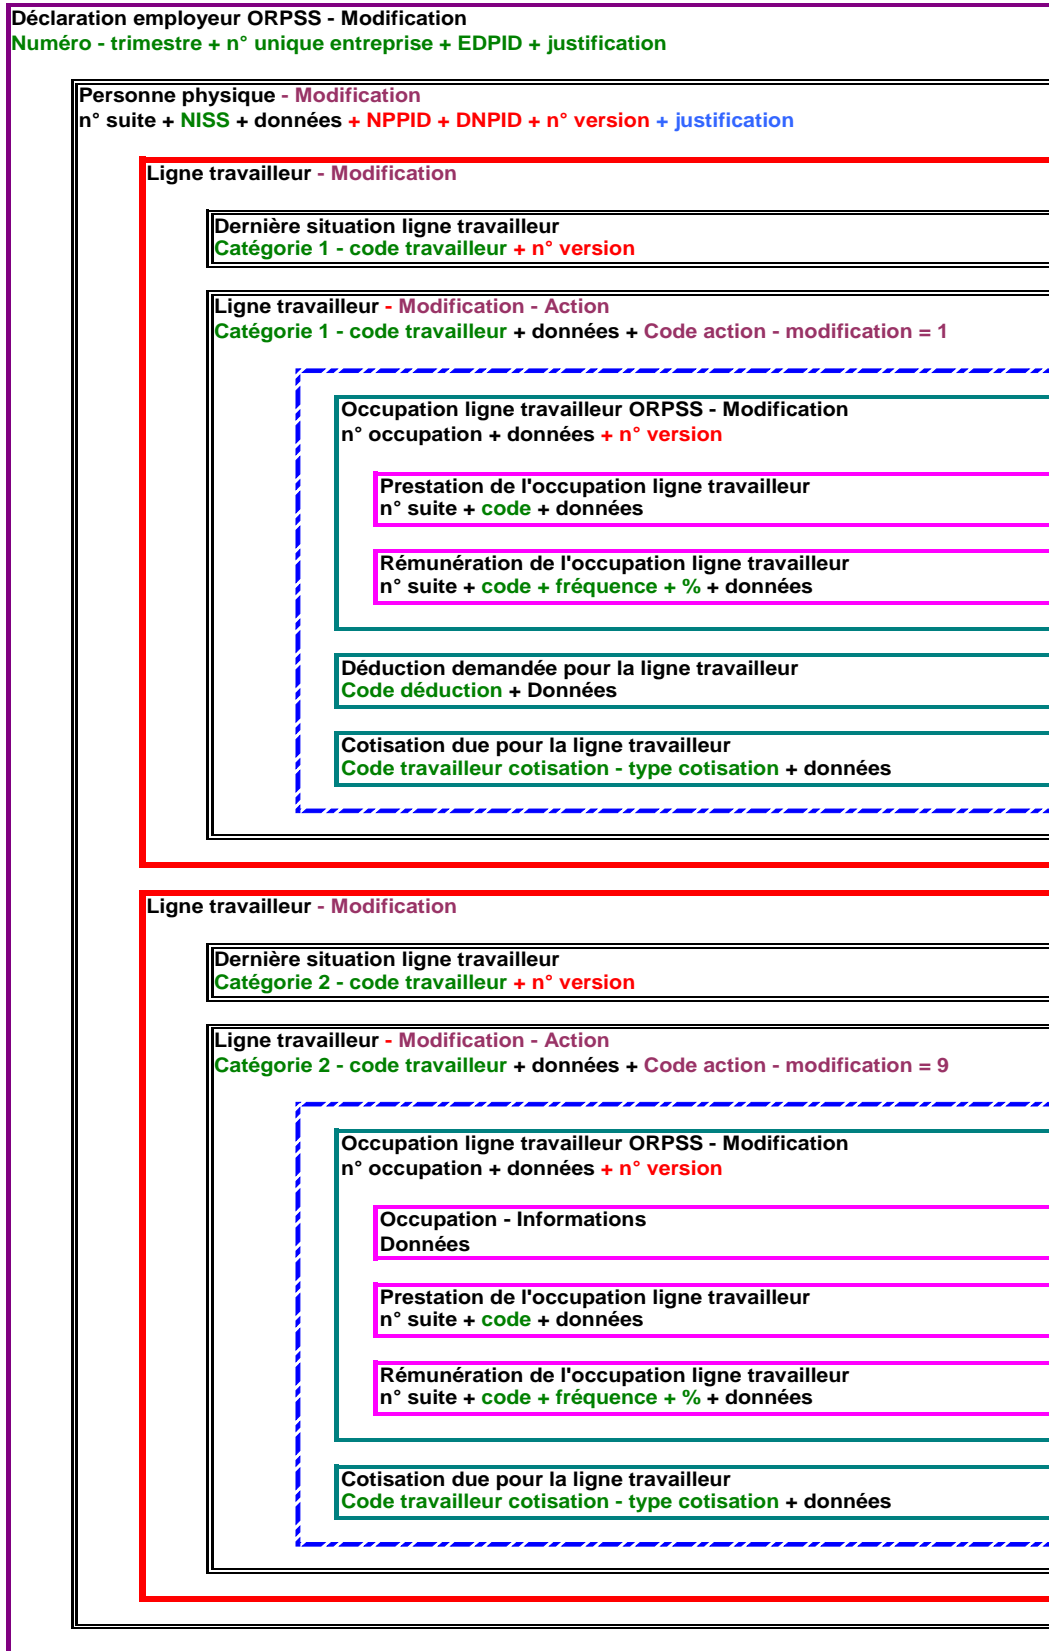 Déclaration employeur ORPSS - Modification
Numéro - trimestre + n° unique entreprise + EDPID + justification
Personne physique - Modification
n° suite + NISS + données + NPPID + DNPID + n° version + justification
Ligne travailleur - Modification
Dernière situation ligne travailleur
Catégorie 1 - code travailleur + n° version
Ligne travailleur - Modification - Action
Catégorie 1 - code travailleur + données + Code action - modification = 1
Occupation ligne travailleur ORPSS - Modification
n° occupation + données + n° version
Prestation de l'occupation ligne travailleur
n° suite + code + données
Rémunération de l'occupation ligne travailleur
n° suite + code + fréquence + % + données
Déduction demandée pour la ligne travailleur
Code déduction + Données
Cotisation due pour la ligne travailleur
Code travailleur cotisation - type cotisation + données
Ligne travailleur - Modification
Dernière situation ligne travailleur
Catégorie 2 - code travailleur + n° version
Ligne travailleur - Modification - Action
Catégorie 2 - code travailleur + données + Code action - modification = 9
Occupation ligne travailleur ORPSS - Modification
n° occupation + données + n° version
Occupation - Informations
Données
Prestation de l'occupation ligne travailleur
n° suite + code + données
Rémunération de l'occupation ligne travailleur
n° suite + code + fréquence + % + données
Cotisation due pour la ligne travailleur
Code travailleur cotisation - type cotisation + données